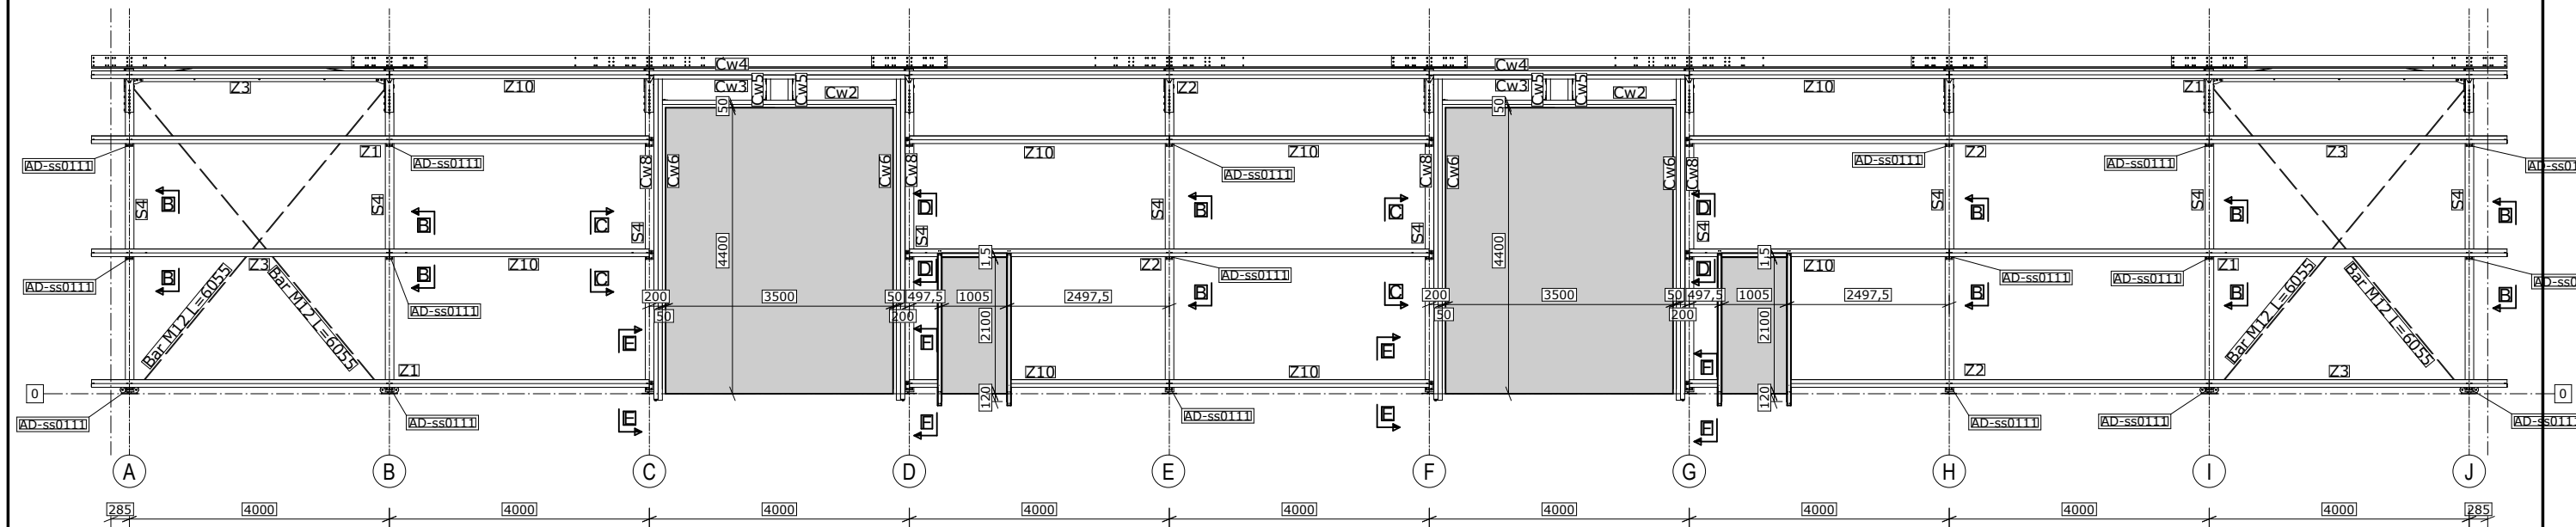 Cw4 Cw4
Z3 Z10 Cw3 Cw5 Cw5 Cw2 Z2 Cw3 Cw5 Cw5 Cw2 Z10 Z1
50 50
Z1 Z10 Z10 Z2 Z3
AD-ss0111 AD-ss0111 AD-ss0111 AD-ss0111 AD-ss0111
Cw8 Cw6 Cw6 Cw8 Cw8 Cw6 Cw6 Cw8
S4 B S4 B C S4 D S4 S4 B C S4 D S4 S4 B S4 B S4 B
4400 1,5 4400 1,5
Z3 Z10 Z2 Z10 Z1
B B C D AD-ss0111 D AD-ss0111 AD-ss0111
AD-ss0111 AD-ss0111
200 3500 50 497,5 1005 2497,5 B C 200 3500 50 497,5 1005 2497,5 B B B
50 200 50 200
Bar M12 L=6055 Bar M12 L=6055 Bar M12 L=6055 Bar M12 L=6055
E F 2100 E F 2100
Z1 Z10 Z10 Z2 Z3
0 120 120 0
AD-ss0111 AD-ss0111 E F AD-ss0111 E F AD-ss0111 AD-ss0111
A B C D E F G H I J
285 4000 4000 4000 4000 4000 4000 4000 4000 4000 285